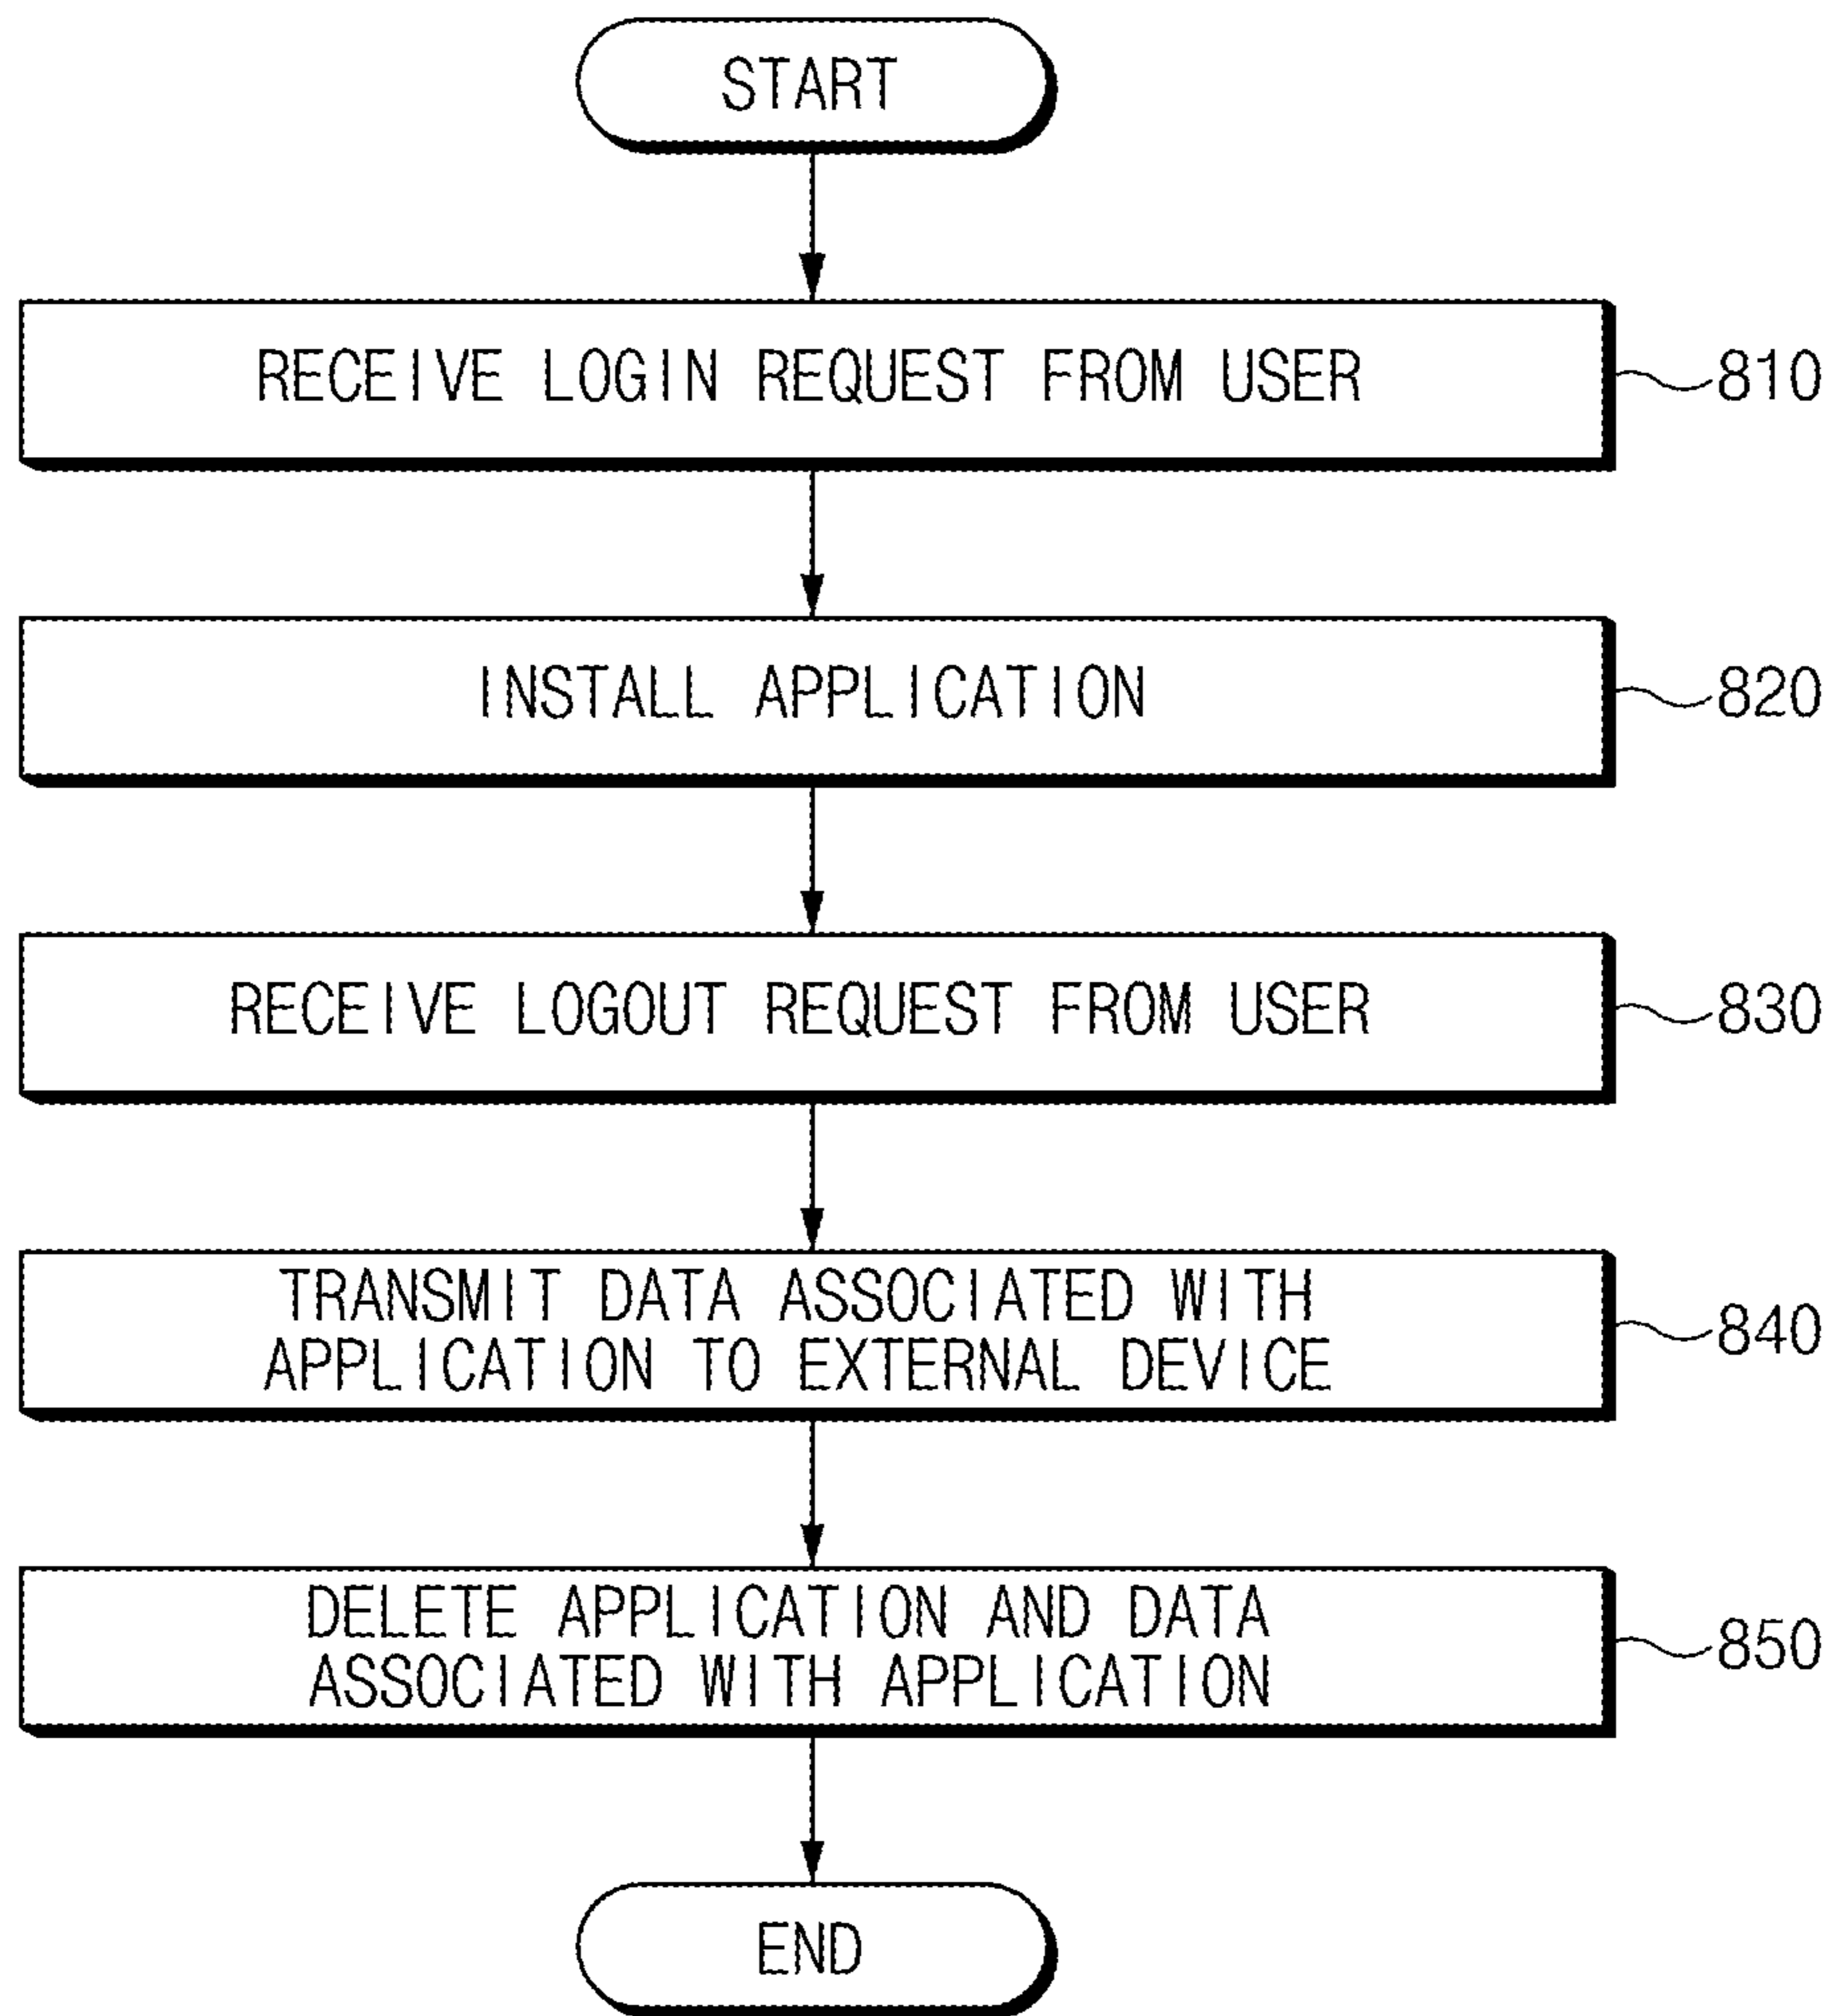 START
RECEIVE LOGIN REQUEST FROM USER
810
INSTALL APPLICATION
820
RECEIVE LOGOUT REQUEST FROM USER
830
TRANSMIT DATA ASSOCIATED WITH
APPLICATION TO EXTERNAL DEVICE
840
DELETE APPLICATION AND DATA
ASSOCIATED WITH APPLICATION
850
END